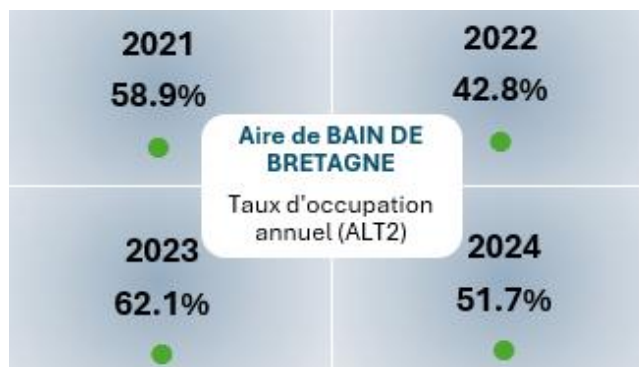 2021
58.9%
2022
42.8%
Aire de BAIN DE
BRETAGNE
Taux d'occupation
annuel (ALT2)
2023
62.1%
2024
51.7%